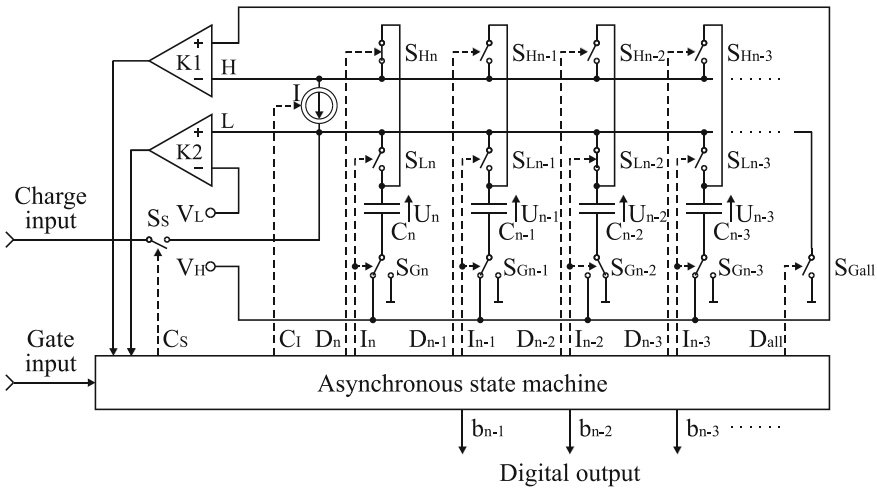 K1
+
−
H
SHn
SHn-1
SHn-2
SHn-3
I
K2
+
−
L
SLn
SLn-1
SLn-2
SLn-3
Charge
input
SS
VL
VH
Un
Cn
Un-1
Cn-1
Un-2
Cn-2
Un-3
Cn-3
SGn
SGn-1
SGn-2
SGn-3
SGall
Gate
input
CS
CI
Dn
In
Dn-1
In-1
Dn-2
In-2
Dn-3
In-3
Dall
Asynchronous state machine
bn-1
bn-2
bn-3
Digital output